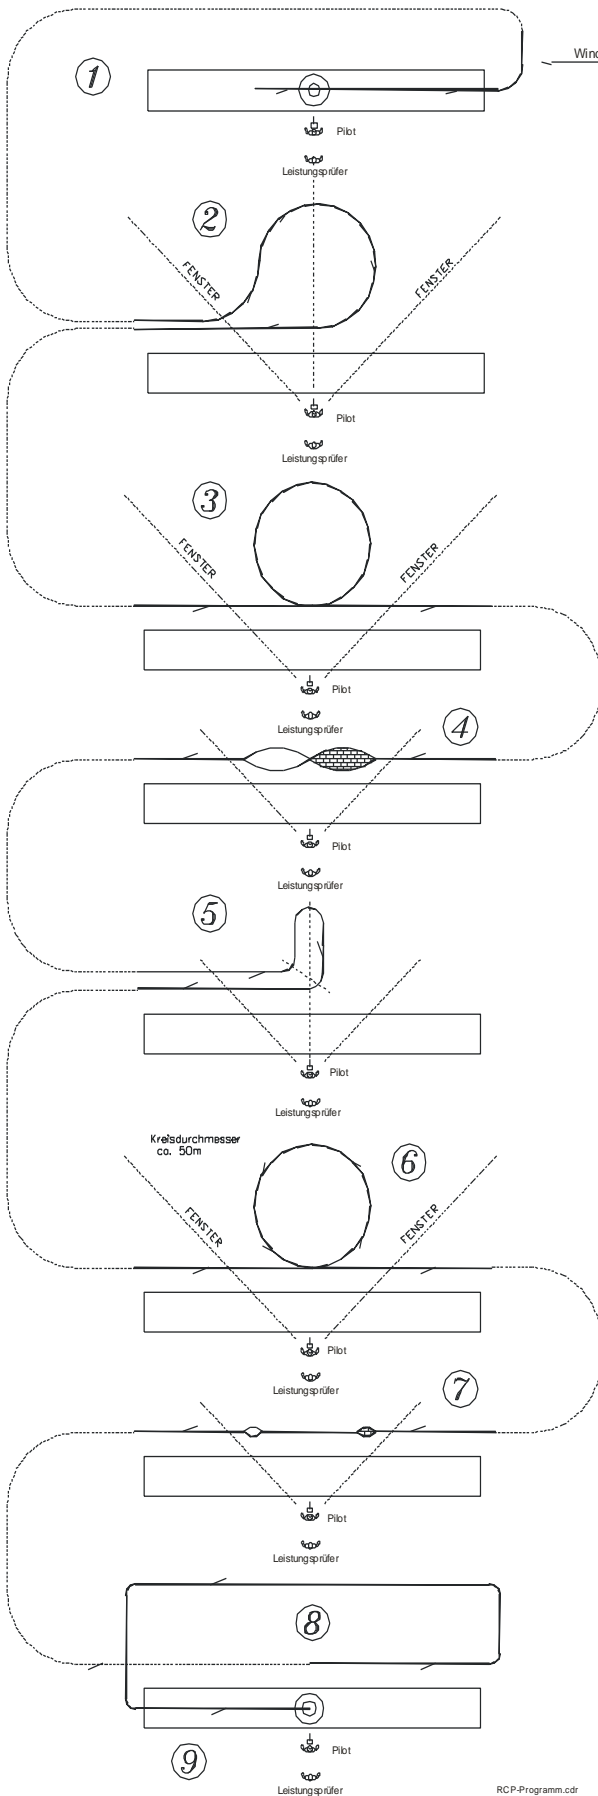 Wind
1
Pilot
Leistungsprüfer
2
FENSTER
FENSTER
Pilot
Leistungsprüfer
3
FENSTER
FENSTER
Pilot
Leistungsprüfer
4
Pilot
Leistungsprüfer
5
Pilot
Leistungsprüfer
Kreisdurchmesser
ca. 50m
6
FENSTER
FENSTER
Pilot
Leistungsprüfer
7
Pilot
Leistungsprüfer
8
9
Pilot
Leistungsprüfer
RCP-Programm.cdr